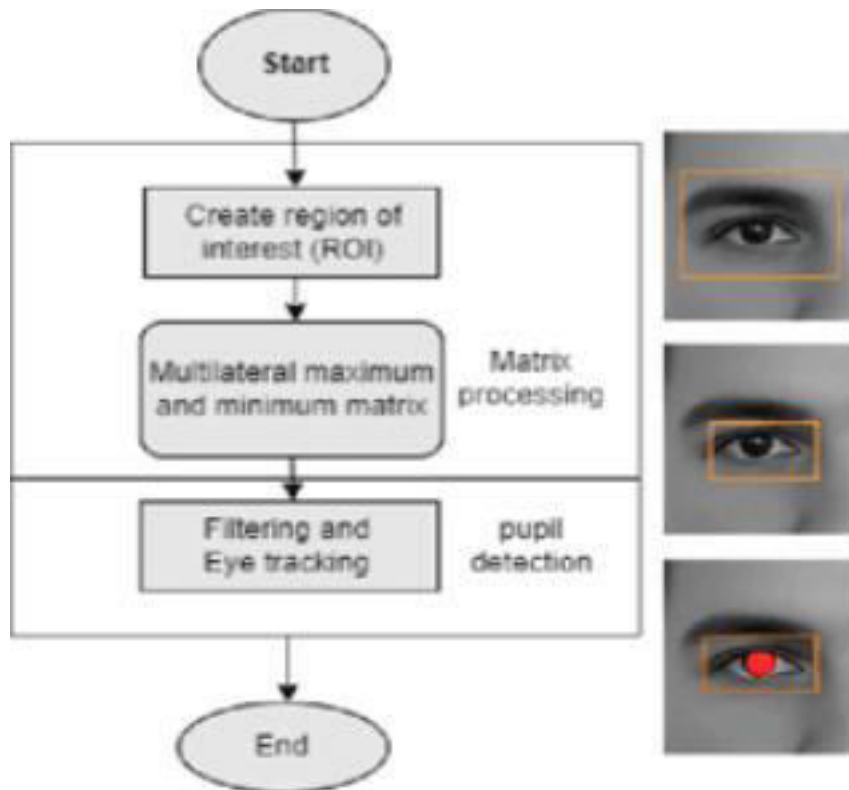 Start
Create region of
interest (ROI)
Multilateral maximum
and minimum matrix
Matrix
processing
Filtering and
Eye tracking
pupil
detection
End